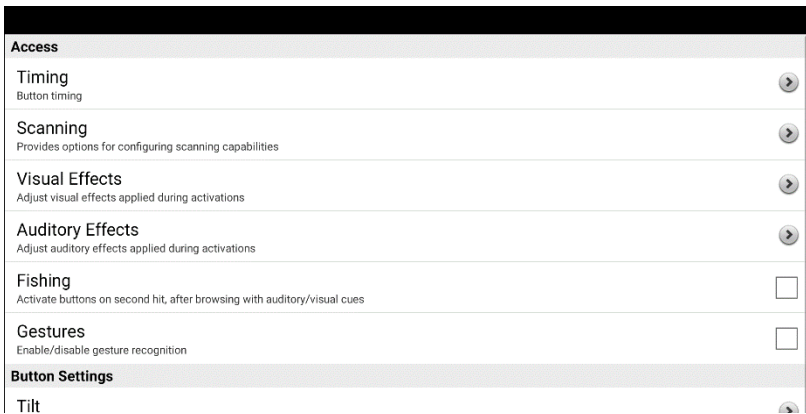 Access
Timing
Button timing
Scanning
Provides options for configuring scanning capabilities
Visual Effects
Adjust visual effects applied during activations
Auditory Effects
Adjust auditory effects applied during activations
Fishing
Activate buttons on second hit, after browsing with auditory/visual cues
Gestures
Enable/disable gesture recognition
Button Settings
Tilt